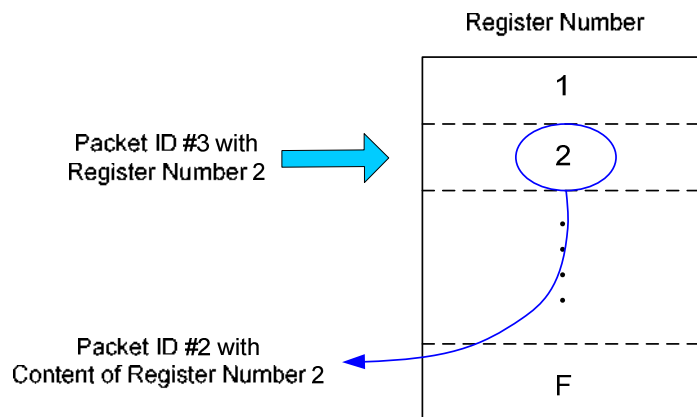 Register Number
1
Packet ID #3 with
Register Number 2
2
Packet ID #2 with
Content of Register Number 2
F